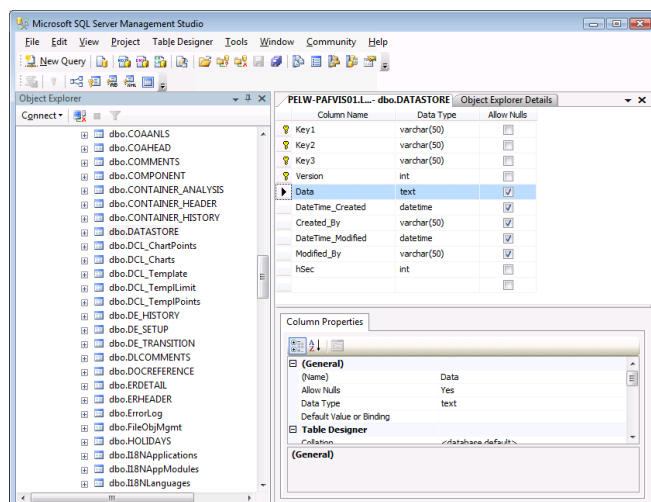 Microsoft SQL Server Management Studio
File Edit View Project Table Designer Tools Window Community Help
New Query
Object Explorer
Connect
dbo.COAANLS
dbo.COAHEAD
dbo.COMMENTS
dbo.COMPONENT
dbo.CONTAINER_ANALYSIS
dbo.CONTAINER_HEADER
dbo.CONTAINER_HISTORY
dbo.DATASTORE
dbo.DCL_ChartPoints
dbo.DCL_Charts
dbo.DCL_Template
dbo.DCL_TemplLimit
dbo.DCL_TemplPoints
dbo.DE_HISTORY
dbo.DE_SETUP
dbo.DE_TRANSITION
dbo.DLCOMMENTS
dbo.DOCREFERENCE
dbo.ERDETAIL
dbo.ERHEADER
dbo.ErrorLog
dbo.FileObjMgmt
dbo.HOLIDAYS
dbo.I18NApplications
dbo.I18NAppModules
dbo.I18NLanguages
PELW-PAFVIS01.L...- dbo.DATASTORE Object Explorer Details
Column Name Data Type Allow Nulls
Key1 varchar(50)
Key2 varchar(50)
Key3 varchar(50)
Version int
Data text
DateTime_Created datetime
Created_By varchar(50)
DateTime_Modified datetime
Modified_By varchar(50)
hSec int
Column Properties
(General)
(Name) Data
Allow Nulls Yes
Data Type text
Default Value or Binding
Table Designer
Collation <database default>
(General)